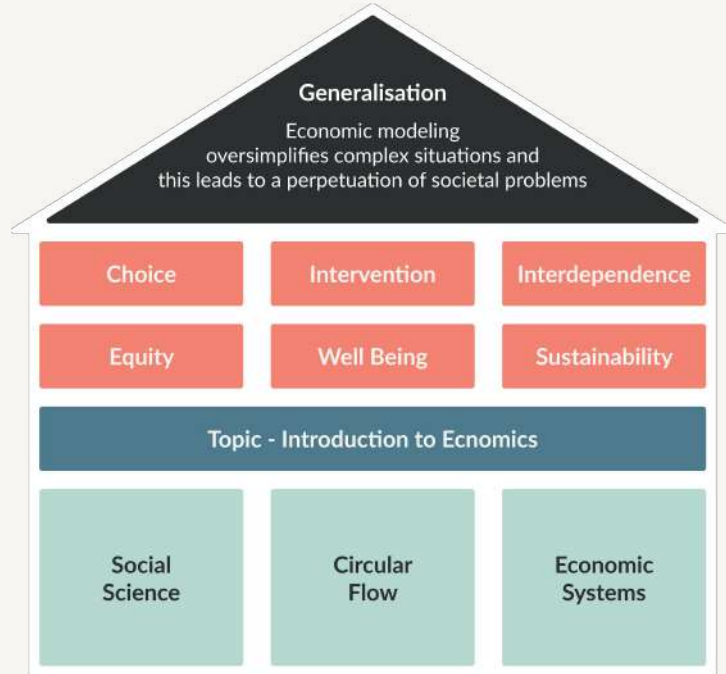 Generalisation
Economic modeling
oversimplifies complex situations and
this leads to a perpetuation of societal problems
Choice
Intervention
Interdependence
Equity
Well Being
Sustainability
Topic - Introduction to Ecnomics
Social
Science
Circular
Flow
Economic
Systems